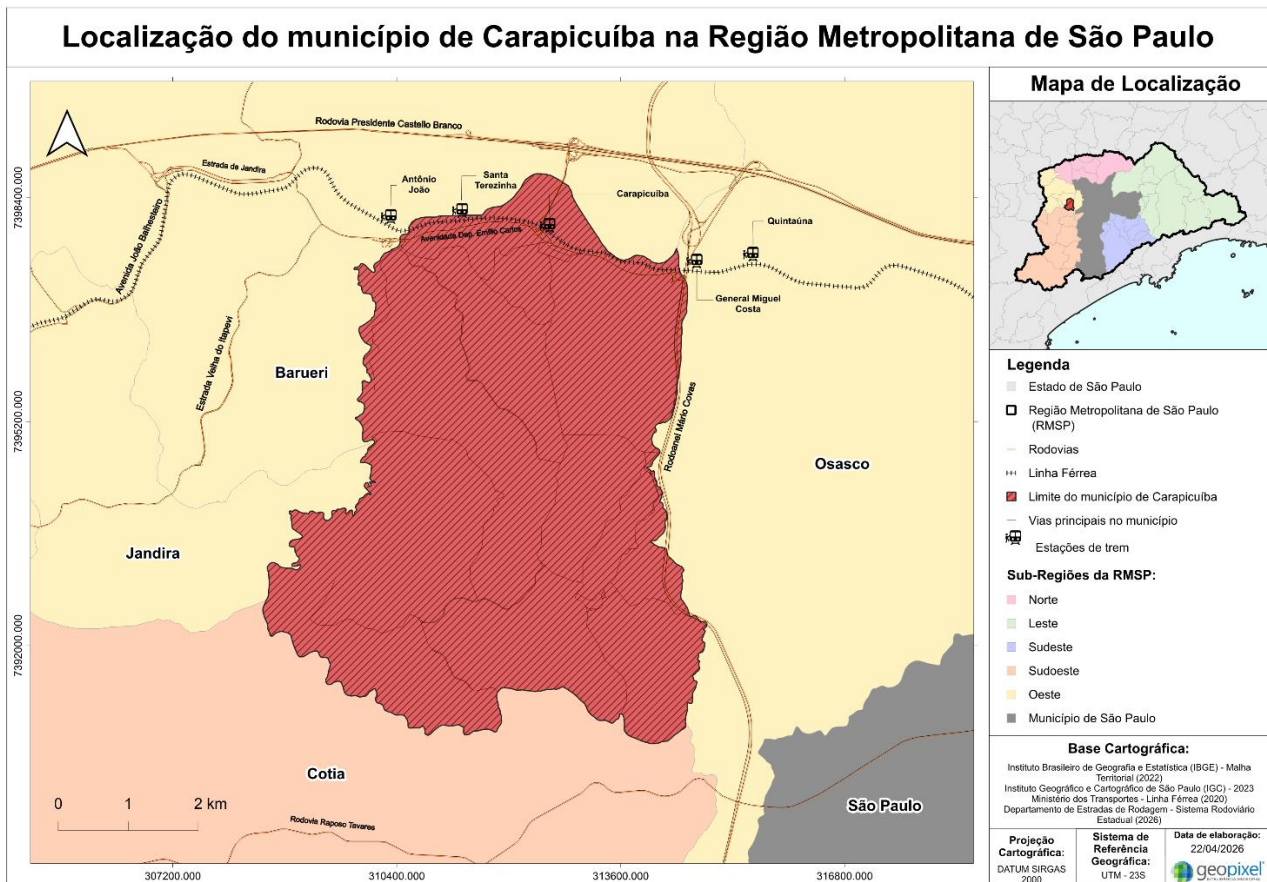 Localização do município de Carapicuíba na Região Metropolitana de São Paulo
Rodovia Presidente Castello Branco
Estrada de Jandira
Antônio
João
Santa
Terezinha
Carapicuíba
Quintaúna
Avenidade Dep. Emílio Carlos
General Miguel
Costa
Avenida João Balhesteiro
Estrada Velha do Itapevi
Barueri
Rodoanel Mário Covas
Osasco
Jandira
Cotia
São Paulo
Rodovia Raposo Tavares
0 1 2 km
7398400.000
7395200.000
7392000.000
307200.000
310400.000
313600.000
316800.000
Mapa de Localização
Legenda
Estado de São Paulo
Região Metropolitana de São Paulo
(RMSP)
Rodovias
Linha Férrea
Limite do município de Carapicuíba
Vias principais no município
Estações de trem
Sub-Regiões da RMSP:
Norte
Leste
Sudeste
Sudoeste
Oeste
Município de São Paulo
Base Cartográfica:
Instituto Brasileiro de Geografia e Estatística (IBGE) - Malha
Territorial (2022)
Instituto Geográfico e Cartográfico de São Paulo (IGC) - 2023
Ministério dos Transportes - Linha Férrea (2020)
Departamento de Estradas de Rodagem - Sistema Rodoviário
Estadual (2026)
Projeção
Cartográfica:
DATUM SIRGAS
2000
Sistema de
Referência
Geográfica:
UTM - 23S
Data de elaboração:
22/04/2026
geopixel